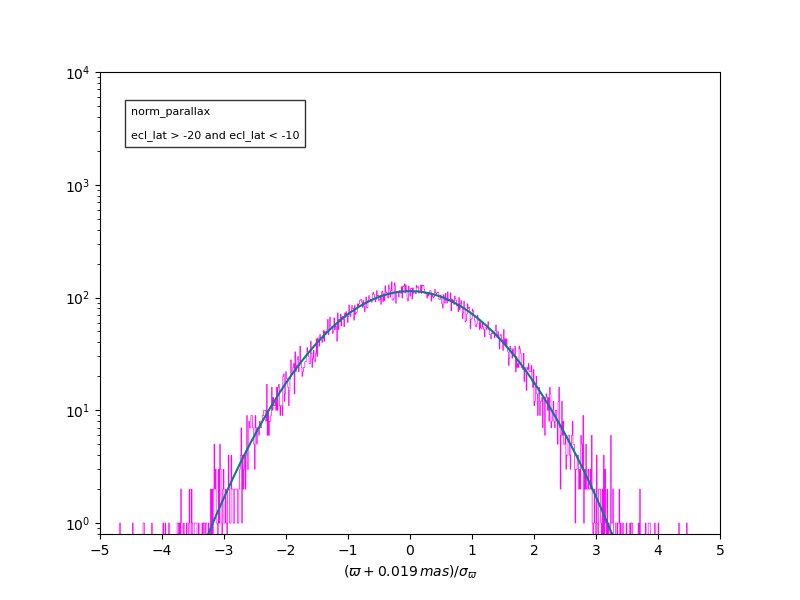 10⁴
10³
10²
10¹
10⁰
norm_parallax
ecl_lat > -20 and ecl_lat < -10
−5 −4 −3 −2 −1 0 1 2 3 4 5
(ϖ + 0.019 mas)/σ_ϖ